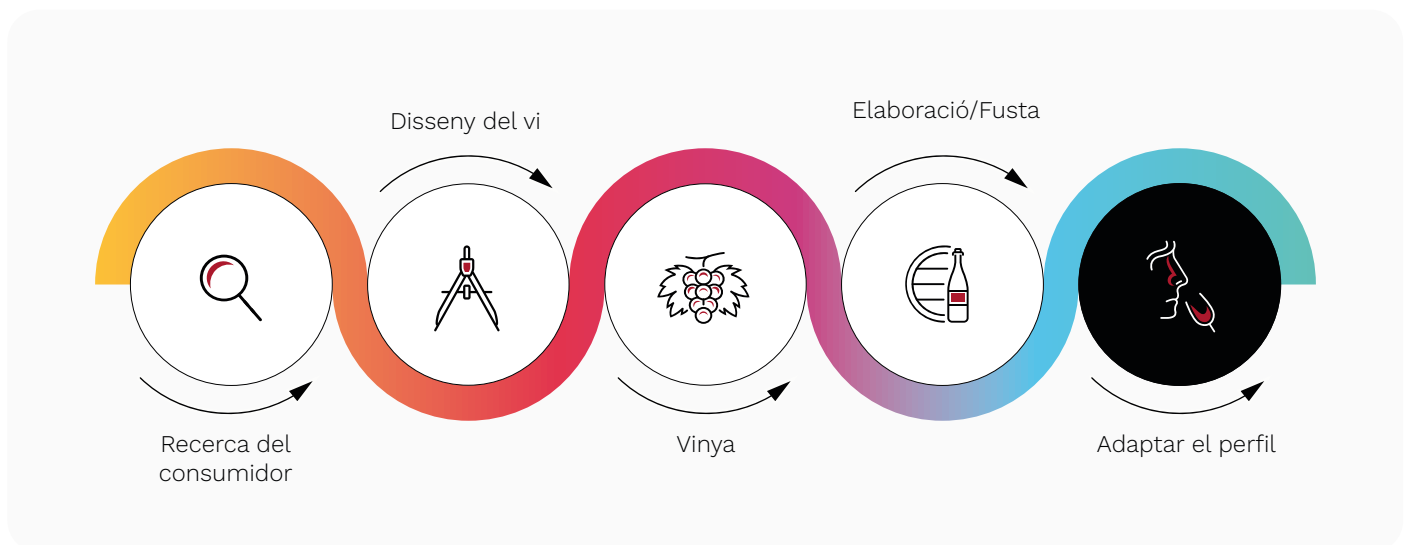 Recerca del
consumidor
Disseny del vi
Vinya
Elaboració/Fusta
Adaptar el perfil